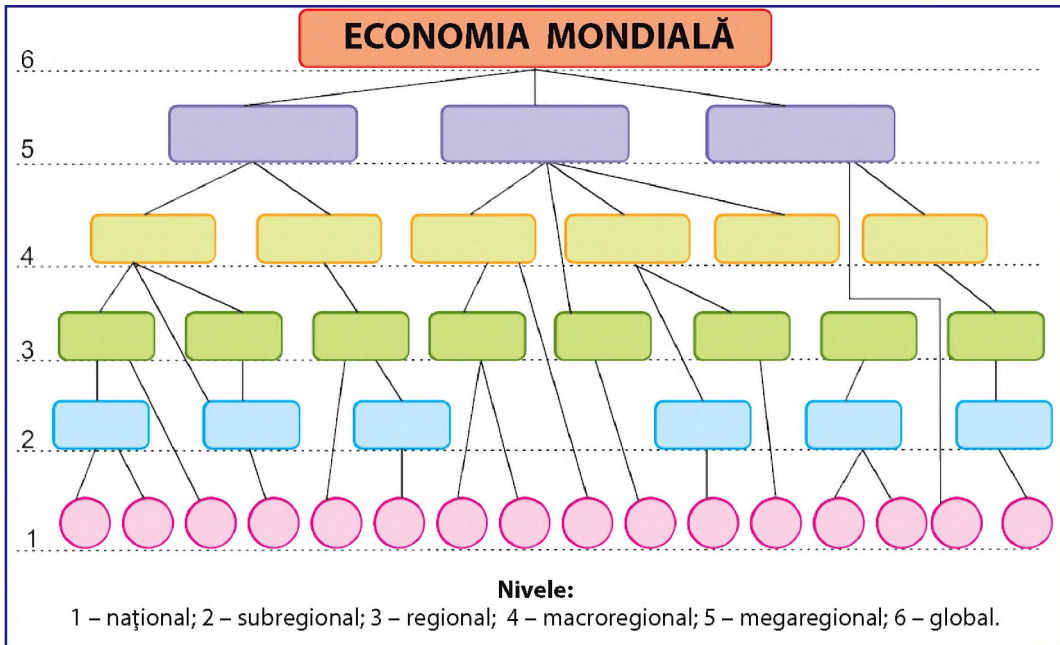 ECONOMIA MONDIALĂ
6
5
4
3
2
1
Nivele:
1 – naţional; 2 – subregional; 3 – regional; 4 – macroregional; 5 – megaregional; 6 – global.